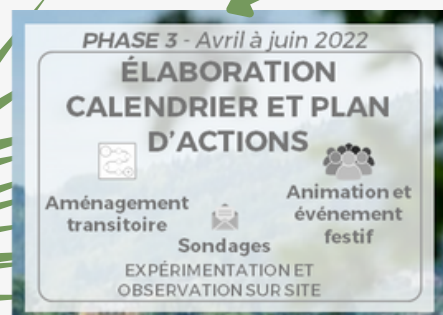 PHASE 3 - Avril à juin 2022
ÉLABORATION
CALENDRIER ET PLAN
D'ACTIONS
Aménagement
transitoire
Sondages
Animation et
événement
festif
EXPÉRIMENTATION ET
OBSERVATION SUR SITE